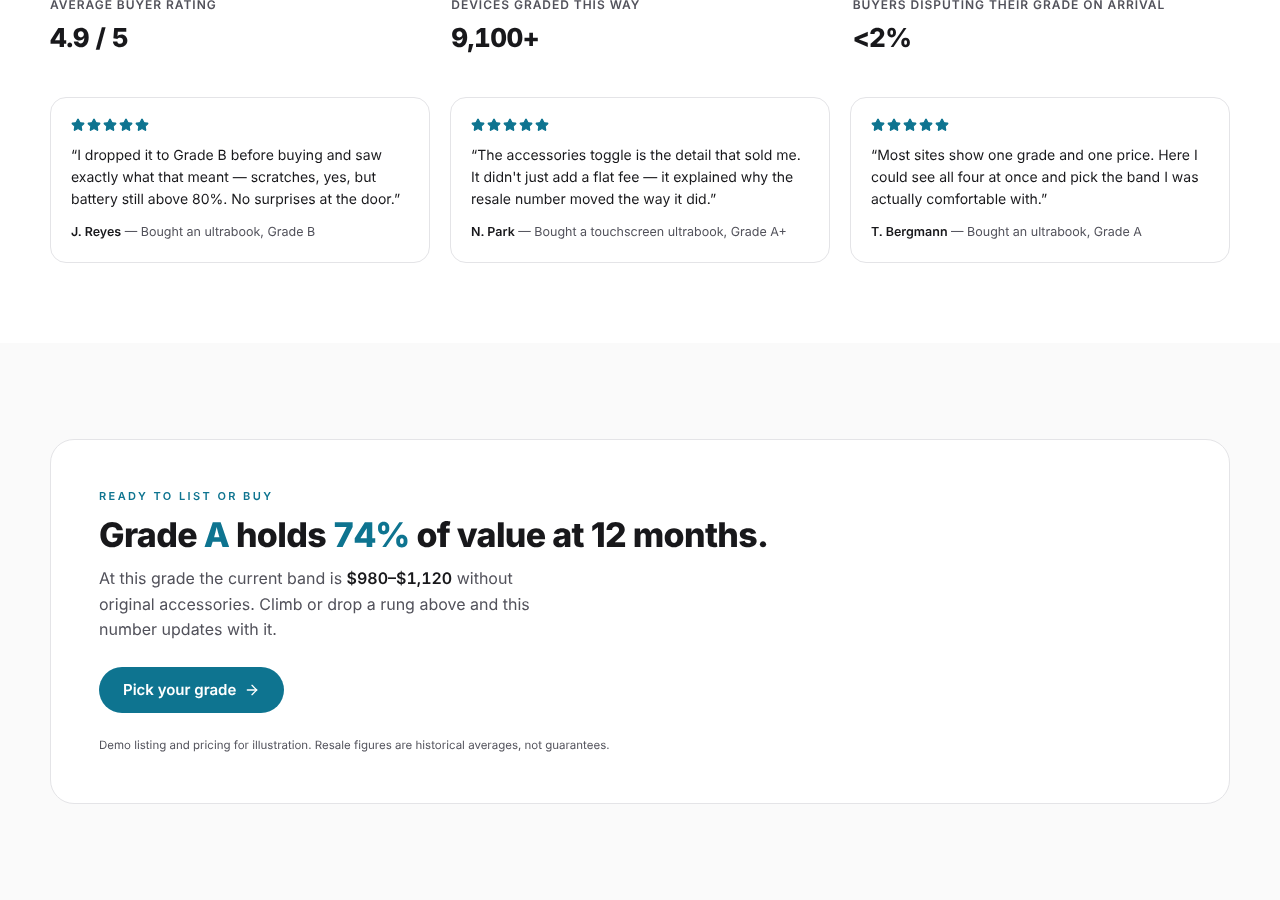 AVERAGE BUYER RATING
4.9 / 5
DEVICES GRADED THIS WAY
9,100+
BUYERS DISPUTING THEIR GRADE ON ARRIVAL
<2%
“I dropped it to Grade B before buying and saw
exactly what that meant — scratches, yes, but
battery still above 80%. No surprises at the door.”
J. Reyes — Bought an ultrabook, Grade B
“The accessories toggle is the detail that sold me.
It didn't just add a flat fee — it explained why the
resale number moved the way it did.”
N. Park — Bought a touchscreen ultrabook, Grade A+
“Most sites show one grade and one price. Here I
could see all four at once and pick the band I was
actually comfortable with.”
T. Bergmann — Bought an ultrabook, Grade A
READY TO LIST OR BUY
Grade A holds 74% of value at 12 months.
At this grade the current band is $980–$1,120 without
original accessories. Climb or drop a rung above and this
number updates with it.
Pick your grade →
Demo listing and pricing for illustration. Resale figures are historical averages, not guarantees.